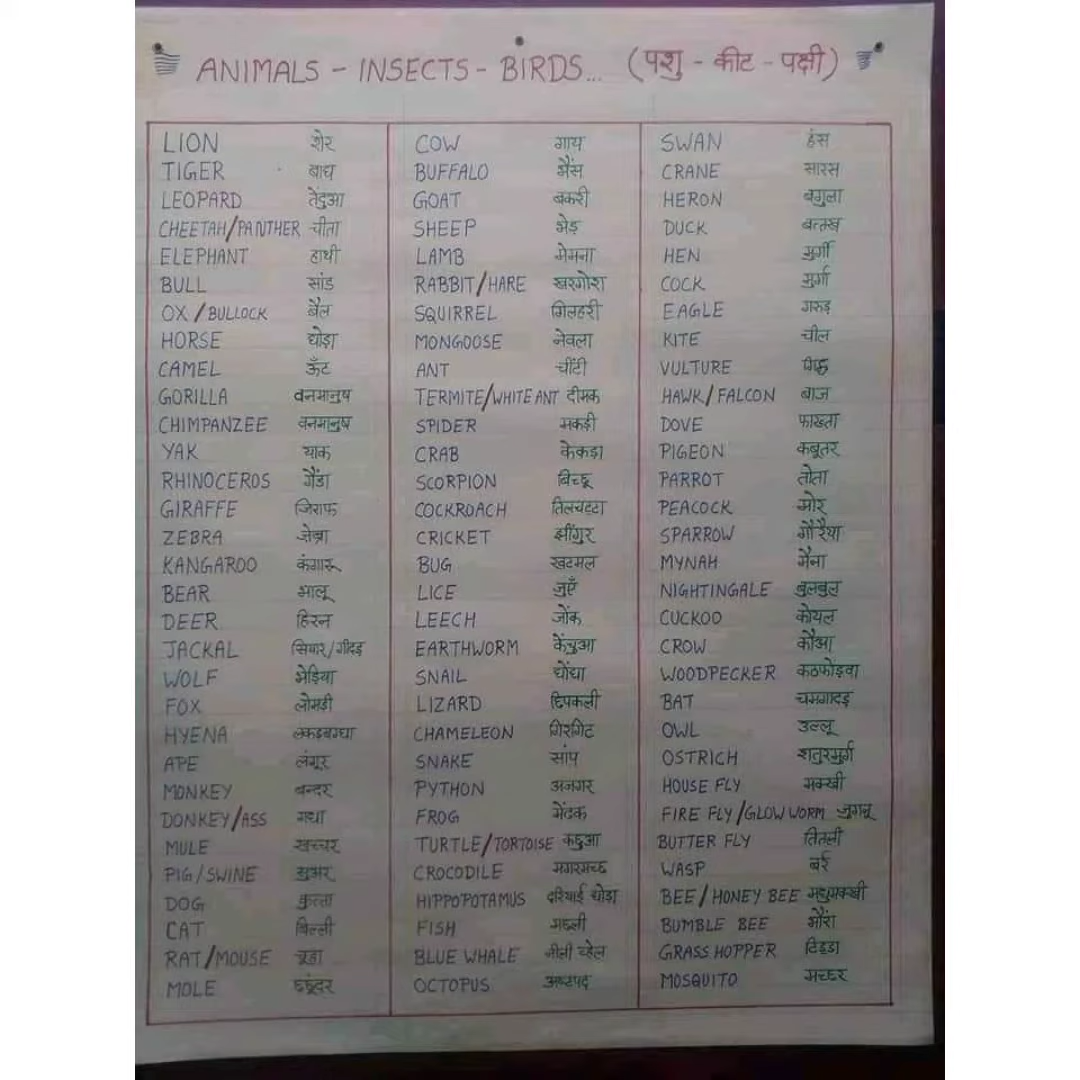 ANIMALS - INSECTS - BIRDS... (पशु - कीट - पक्षी)
LION शेर
TIGER बाघ
LEOPARD तेंदुआ
CHEETAH/PANTHER चीता
ELEPHANT हाथी
BULL सांड
OX / BULLOCK बैल
HORSE घोड़ा
CAMEL ऊँट
GORILLA वनमानुष
CHIMPANZEE वनमानुष
YAK याक
RHINOCEROS गैंडा
GIRAFFE जिराफ
ZEBRA जेब्रा
KANGAROO कंगारू
BEAR भालू
DEER हिरन
JACKAL सियार/गीदड़
WOLF भेड़िया
FOX लोमड़ी
HYENA लकड़बग्घा
APE लंगूर
MONKEY बन्दर
DONKEY/ASS गधा
MULE खच्चर
PIG/SWINE सुअर
DOG कुत्ता
CAT बिल्ली
RAT/MOUSE चूहा
MOLE छछूंदर
COW गाय
BUFFALO भैंस
GOAT बकरी
SHEEP भेड़
LAMB मेमना
RABBIT/HARE खरगोश
SQUIRREL गिलहरी
MONGOOSE नेवला
ANT चींटी
TERMITE/WHITE ANT दीमक
SPIDER मकड़ी
CRAB केकड़ा
SCORPION बिच्छू
COCKROACH तिलचट्टा
CRICKET झींगुर
BUG खटमल
LICE जुएँ
LEECH जोंक
EARTHWORM केंचुआ
SNAIL घोंघा
LIZARD छिपकली
CHAMELEON गिरगिट
SNAKE सांप
PYTHON अजगर
FROG मेंढक
TURTLE/TORTOISE कछुआ
CROCODILE मगरमच्छ
HIPPOPOTAMUS दरियाई घोड़ा
FISH मछली
BLUE WHALE नीली व्हेल
OCTOPUS अष्टपद
SWAN हंस
CRANE सारस
HERON बगुला
DUCK बत्तख
HEN मुर्गी
COCK मुर्गा
EAGLE गरुड़
KITE चील
VULTURE गिद्ध
HAWK/FALCON बाज
DOVE फाख्ता
PIGEON कबूतर
PARROT तोता
PEACOCK मोर
SPARROW गौरैया
MYNAH मैना
NIGHTINGALE बुलबुल
CUCKOO कोयल
CROW कौआ
WOODPECKER कठफोड़वा
BAT चमगादड़
OWL उल्लू
OSTRICH शतुरमुर्ग
HOUSE FLY मक्खी
FIRE FLY/GLOW WORM जुगनू
BUTTER FLY तितली
WASP बर्र
BEE/HONEY BEE मधुमक्खी
BUMBLE BEE भौंरा
GRASS HOPPER टिड्डा
MOSQUITO मच्छर